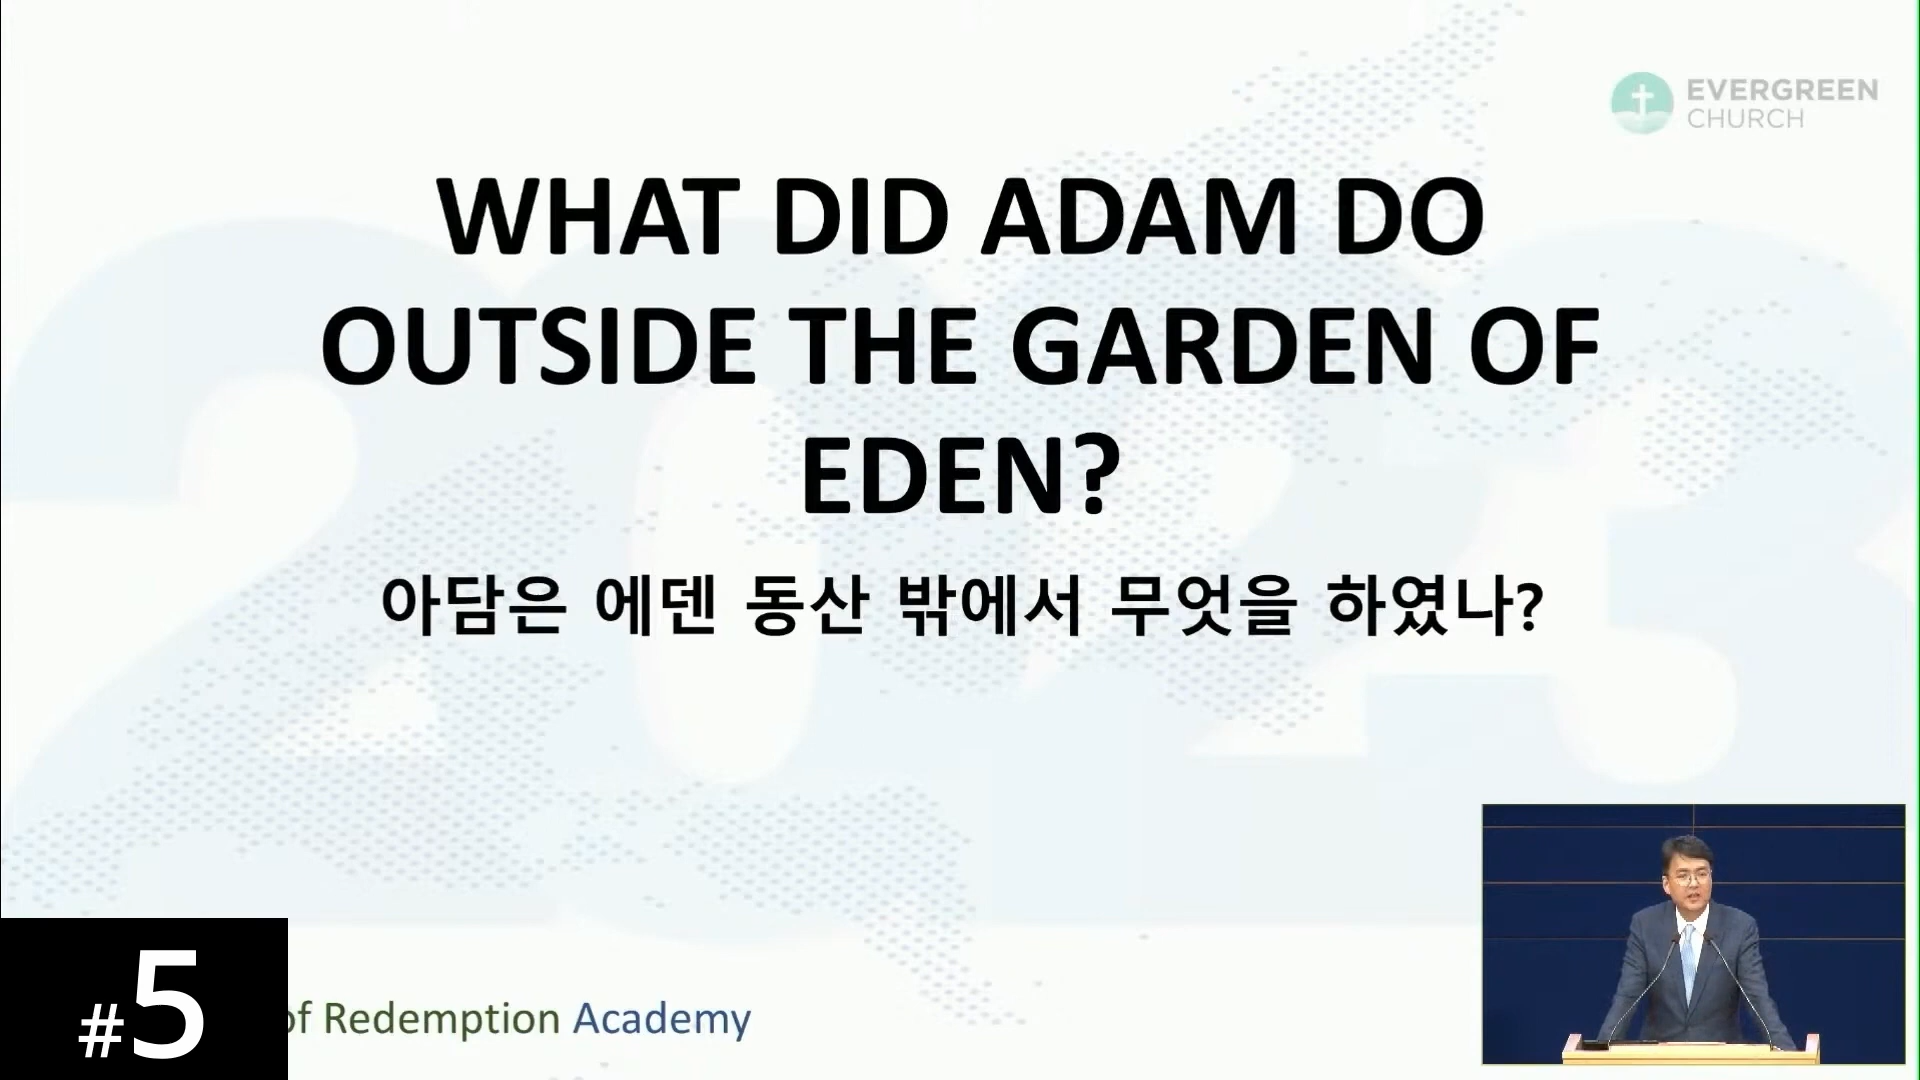 EVERGREEN
CHURCH
WHAT DID ADAM DO
OUTSIDE THE GARDEN OF
EDEN?
아담은 에덴 동산 밖에서 무엇을 하였나?
#5
of Redemption Academy